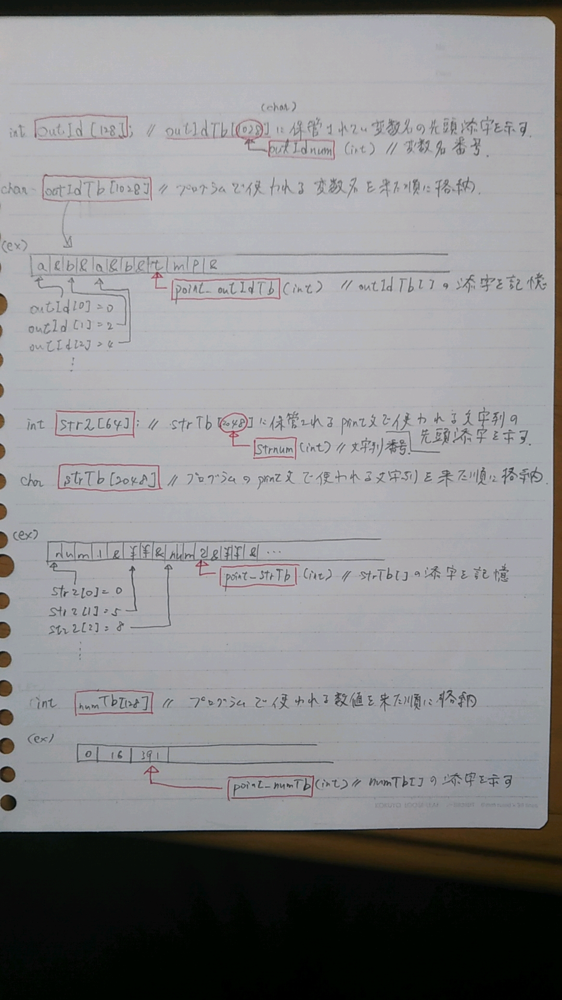 (char)
int outId[128]; // outIdTb[1028]に保管されてい変数名の先頭添字を示す.
outIdnum (int) // 変数名番号.
char outIdTb[1028] // プログラムで使われる変数名を来た順に格納.
(ex)
a|&|b|&|a|&|b|&|t|m|p|&
point_outIdTb (int) // outIdTb[]の添字を記憶
outId[0]=0
outId[1]=2
outId[2]=4
⋮
int str2[64]; // strTb[2048]に保管されるprint文で使われる文字列の
先頭添字を示す.
strnum (int) // 文字列番号.
char strTb[2048] // プログラムのprint文で使われる文字列を来た順に格納.
(ex)
n|u|m|1|&|¥|¥|&|n|u|m|2|&|¥|¥|&| ...
point_strTb (int) // strTb[]の添字を記憶
str2[0]=0
str2[1]=5
str2[2]=8
⋮
int numTb[128] // プログラムで使われる数値を来た順に格納
(ex)
0|16|391|
point_numTb (int) // numTb[]の添字を示す